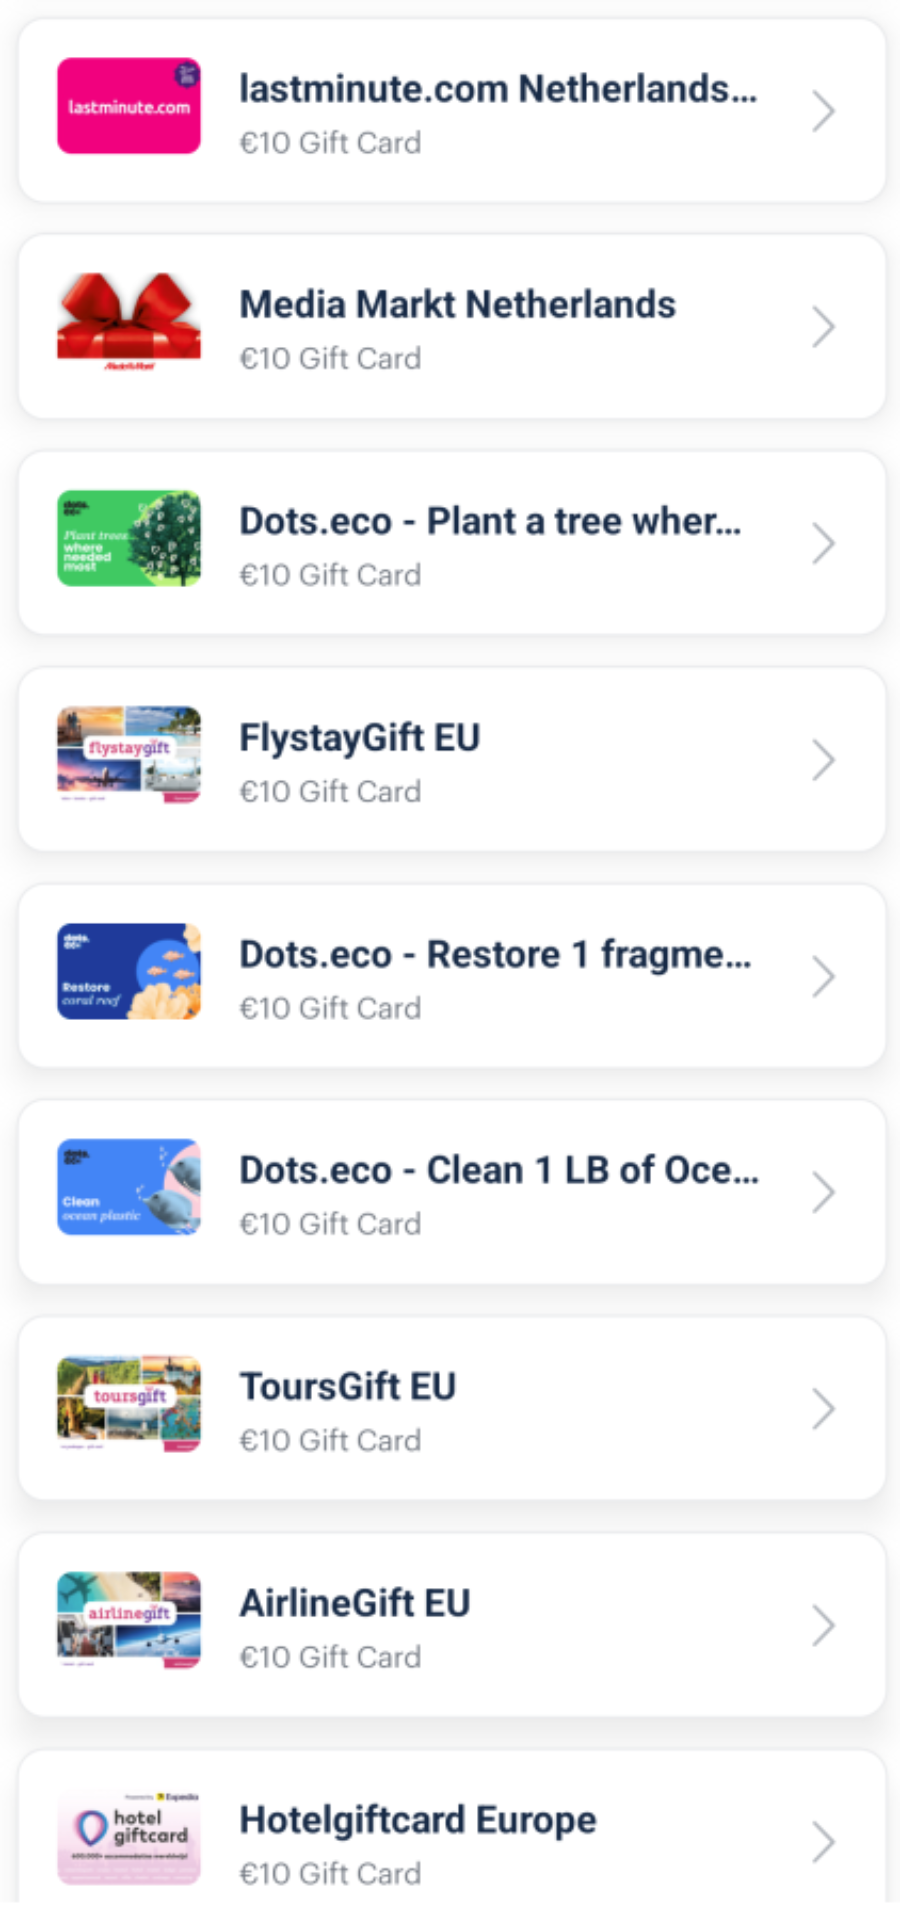 lastminute.com
lastminute.com Netherlands...
€10 Gift Card
Media Markt Netherlands
€10 Gift Card
MediaMarkt
dots.
eco
Plant trees
where
needed
most
Dots.eco - Plant a tree wher...
€10 Gift Card
flystaygift
FlystayGift EU
€10 Gift Card
dots.
eco
Restore
coral reef
Dots.eco - Restore 1 fragme...
€10 Gift Card
dots.
eco
Clean
ocean plastic
Dots.eco - Clean 1 LB of Oce...
€10 Gift Card
toursgift
ToursGift EU
€10 Gift Card
airlinegift
AirlineGift EU
€10 Gift Card
Expedia
hotel
giftcard
Hotelgiftcard Europe
€10 Gift Card